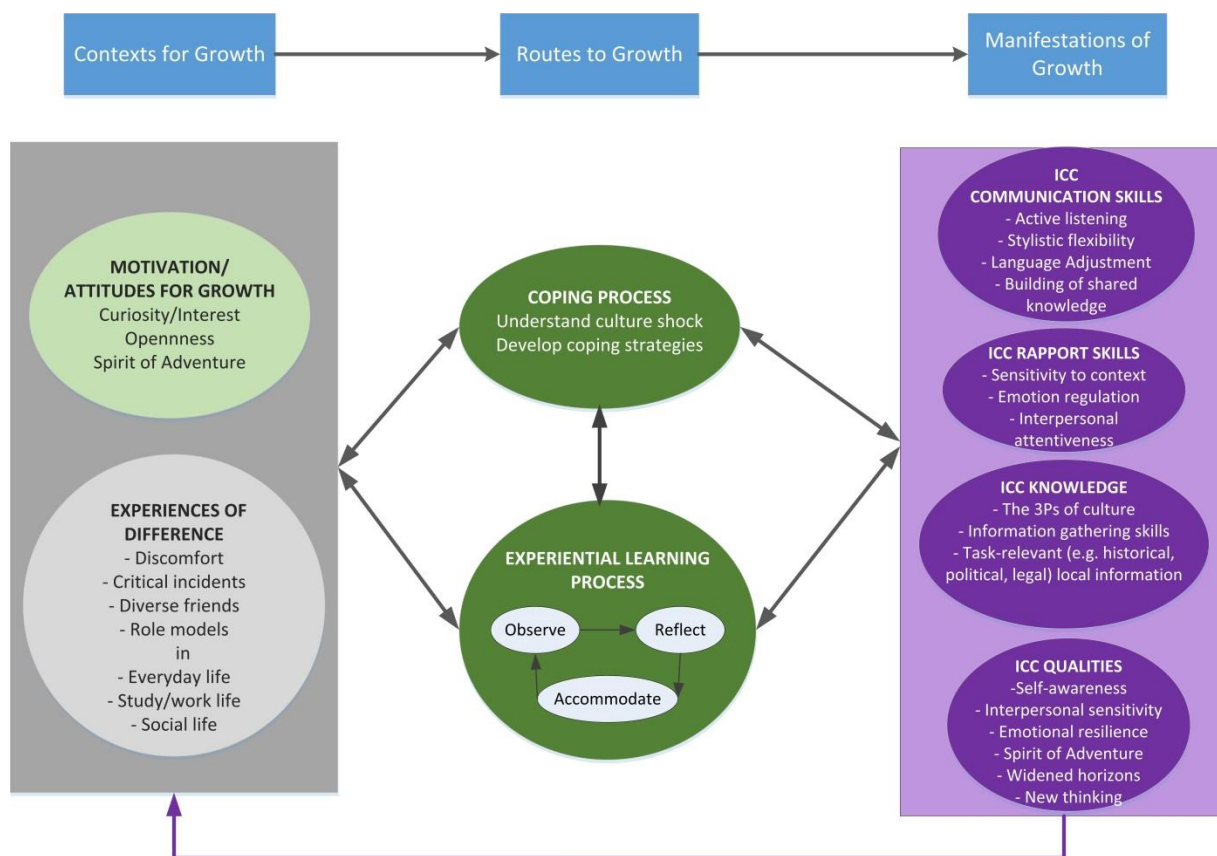 Contexts for Growth
Routes to Growth
Manifestations of
Growth
MOTIVATION/
ATTITUDES FOR GROWTH
Curiosity/Interest
Opennness
Spirit of Adventure
EXPERIENCES OF
DIFFERENCE
- Discomfort
- Critical incidents
- Diverse friends
- Role models
in
- Everyday life
- Study/work life
- Social life
COPING PROCESS
Understand culture shock
Develop coping strategies
EXPERIENTIAL LEARNING
PROCESS
Observe
Reflect
Accommodate
ICC
COMMUNICATION SKILLS
- Active listening
- Stylistic flexibility
- Language Adjustment
- Building of shared
knowledge
ICC RAPPORT SKILLS
- Sensitivity to context
- Emotion regulation
- Interpersonal
attentiveness
ICC KNOWLEDGE
- The 3Ps of culture
- Information gathering skills
- Task-relevant (e.g. historical,
political, legal) local information
ICC QUALITIES
-Self-awareness
- Interpersonal sensitivity
- Emotional resilience
- Spirit of Adventure
- Widened horizons
- New thinking